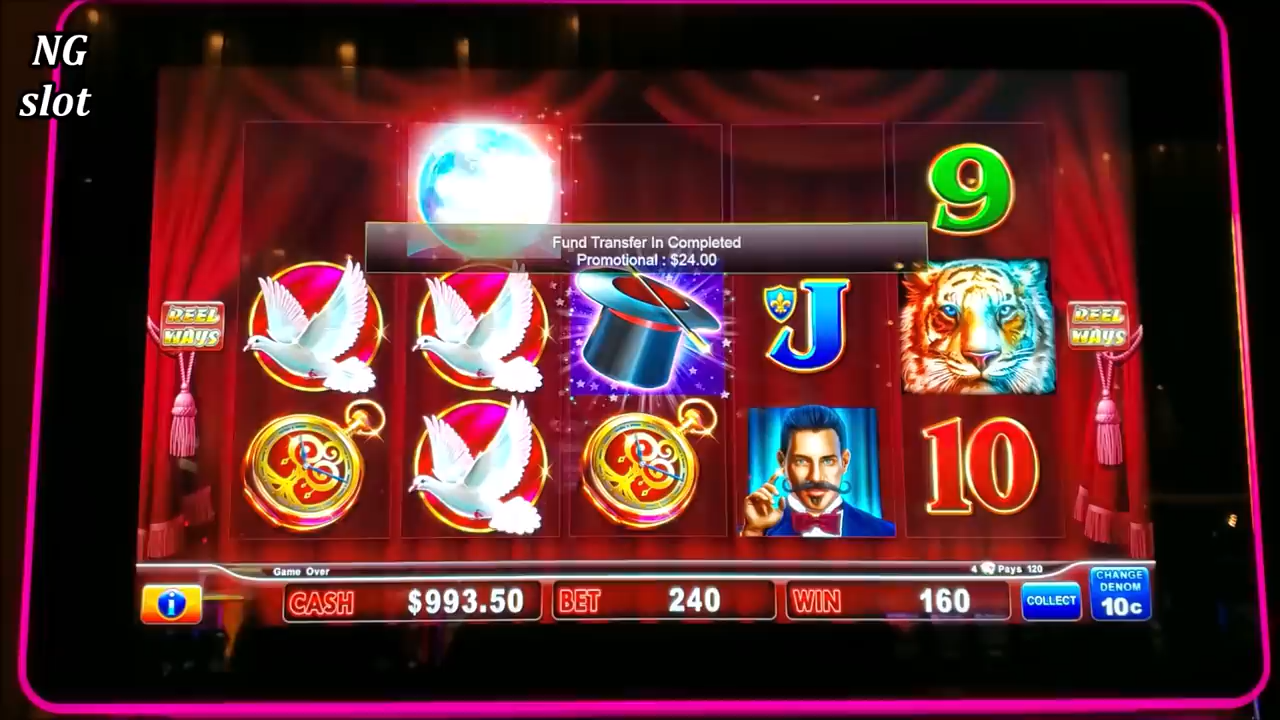 NG
slot
9
Fund Transfer In Completed
Promotional : $24.00
REEL
WAYS
J
REEL
WAYS
10
Game Over
4 Pays 120
i
CASH $993.50
BET 240
WIN 160
COLLECT
CHANGE
DENOM
10¢